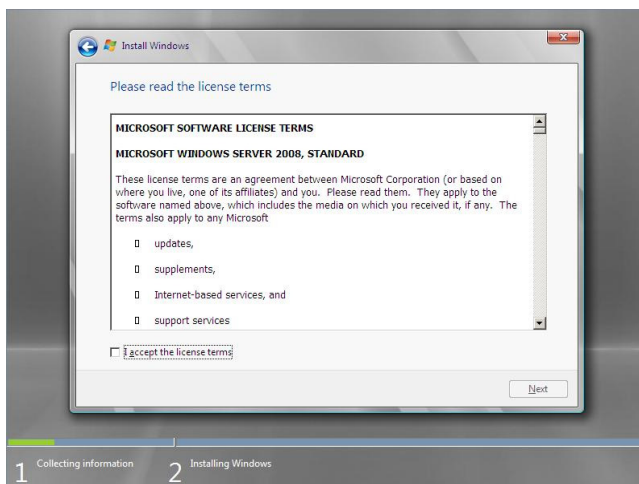 Install Windows
Please read the license terms
MICROSOFT SOFTWARE LICENSE TERMS
MICROSOFT WINDOWS SERVER 2008, STANDARD
These license terms are an agreement between Microsoft Corporation (or based on
where you live, one of its affiliates) and you.  Please read them.  They apply to the
software named above, which includes the media on which you received it, if any.  The
terms also apply to any Microsoft
updates,
supplements,
Internet-based services, and
support services
I accept the license terms
Next
1 Collecting information 2 Installing Windows